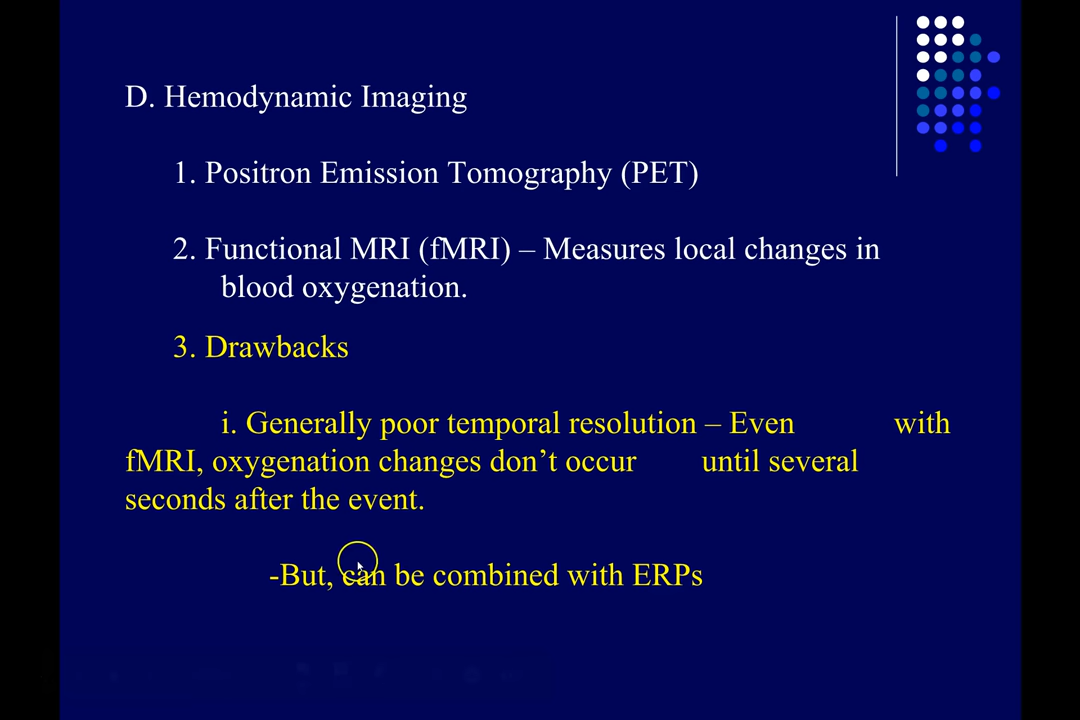 D. Hemodynamic Imaging
1. Positron Emission Tomography (PET)
2. Functional MRI (fMRI) – Measures local changes in
blood oxygenation.
3. Drawbacks
i. Generally poor temporal resolution – Even with
fMRI, oxygenation changes don’t occur until several
seconds after the event.
-But, can be combined with ERPs